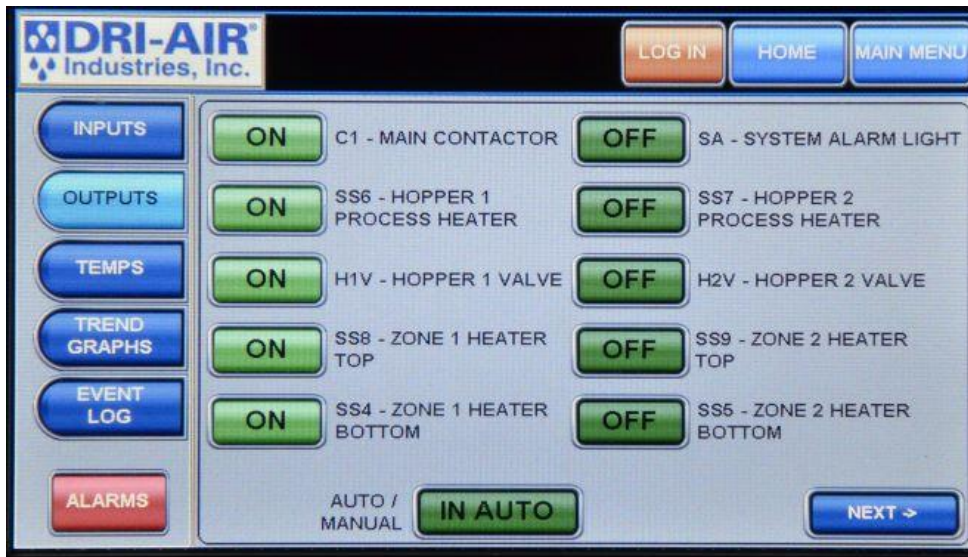 DRI-AIR®
Industries, Inc.
LOG IN
HOME
MAIN MENU
INPUTS
OUTPUTS
TEMPS
TREND
GRAPHS
EVENT
LOG
ALARMS
ON
C1 - MAIN CONTACTOR
OFF
SA - SYSTEM ALARM LIGHT
ON
SS6 - HOPPER 1
PROCESS HEATER
OFF
SS7 - HOPPER 2
PROCESS HEATER
ON
H1V - HOPPER 1 VALVE
OFF
H2V - HOPPER 2 VALVE
ON
SS8 - ZONE 1 HEATER
TOP
OFF
SS9 - ZONE 2 HEATER
TOP
ON
SS4 - ZONE 1 HEATER
BOTTOM
OFF
SS5 - ZONE 2 HEATER
BOTTOM
AUTO /
MANUAL
IN AUTO
NEXT ->